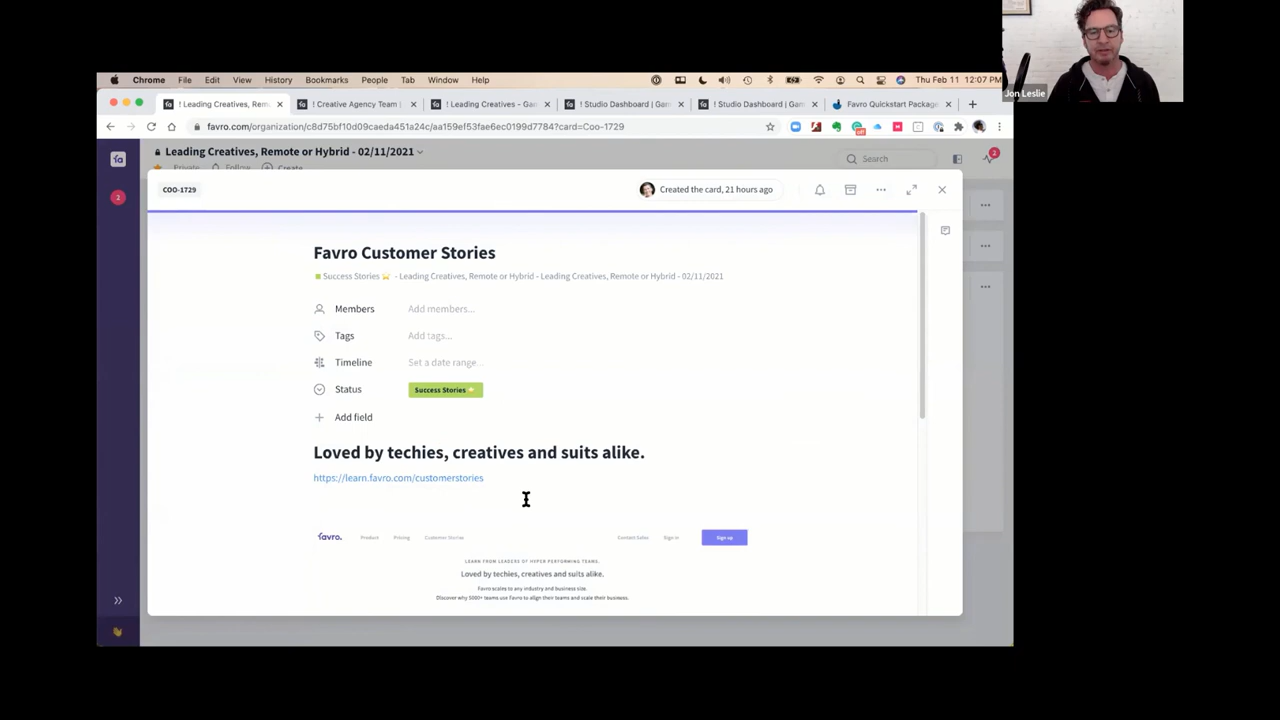 Chrome File Edit View History Bookmarks People Tab Window Help Thu Feb 11 12:07 PM
! Leading Creatives, Rem
! Creative Agency Team |
! Leading Creatives - Gam
! Studio Dashboard | Gam
! Studio Dashboard | Gam
Favro Quickstart Package
favro.com/organization/c8d75bf10d09caeda451a24c/aa159ef53fae6ec0199d7784?card=Coo-1729
! Leading Creatives, Remote or Hybrid - 02/11/2021
Private Follow Create
Search
2
2
COO-1729
Created the card, 21 hours ago
Favro Customer Stories
Success Stories - Leading Creatives, Remote or Hybrid - Leading Creatives, Remote or Hybrid - 02/11/2021
Members Add members...
Tags Add tags...
Timeline Set a date range...
Status Success Stories
Add field
Loved by techies, creatives and suits alike.
https://learn.favro.com/customerstories
favro. Product Pricing Customer Stories Contact Sales Sign in Sign up
LEARN FROM LEADERS OF HYPER PERFORMING TEAMS.
Loved by techies, creatives and suits alike.
Favro scales to any industry and business size.
Discover why 5000+ teams use Favro to align their teams and scale their business.
Jon Leslie